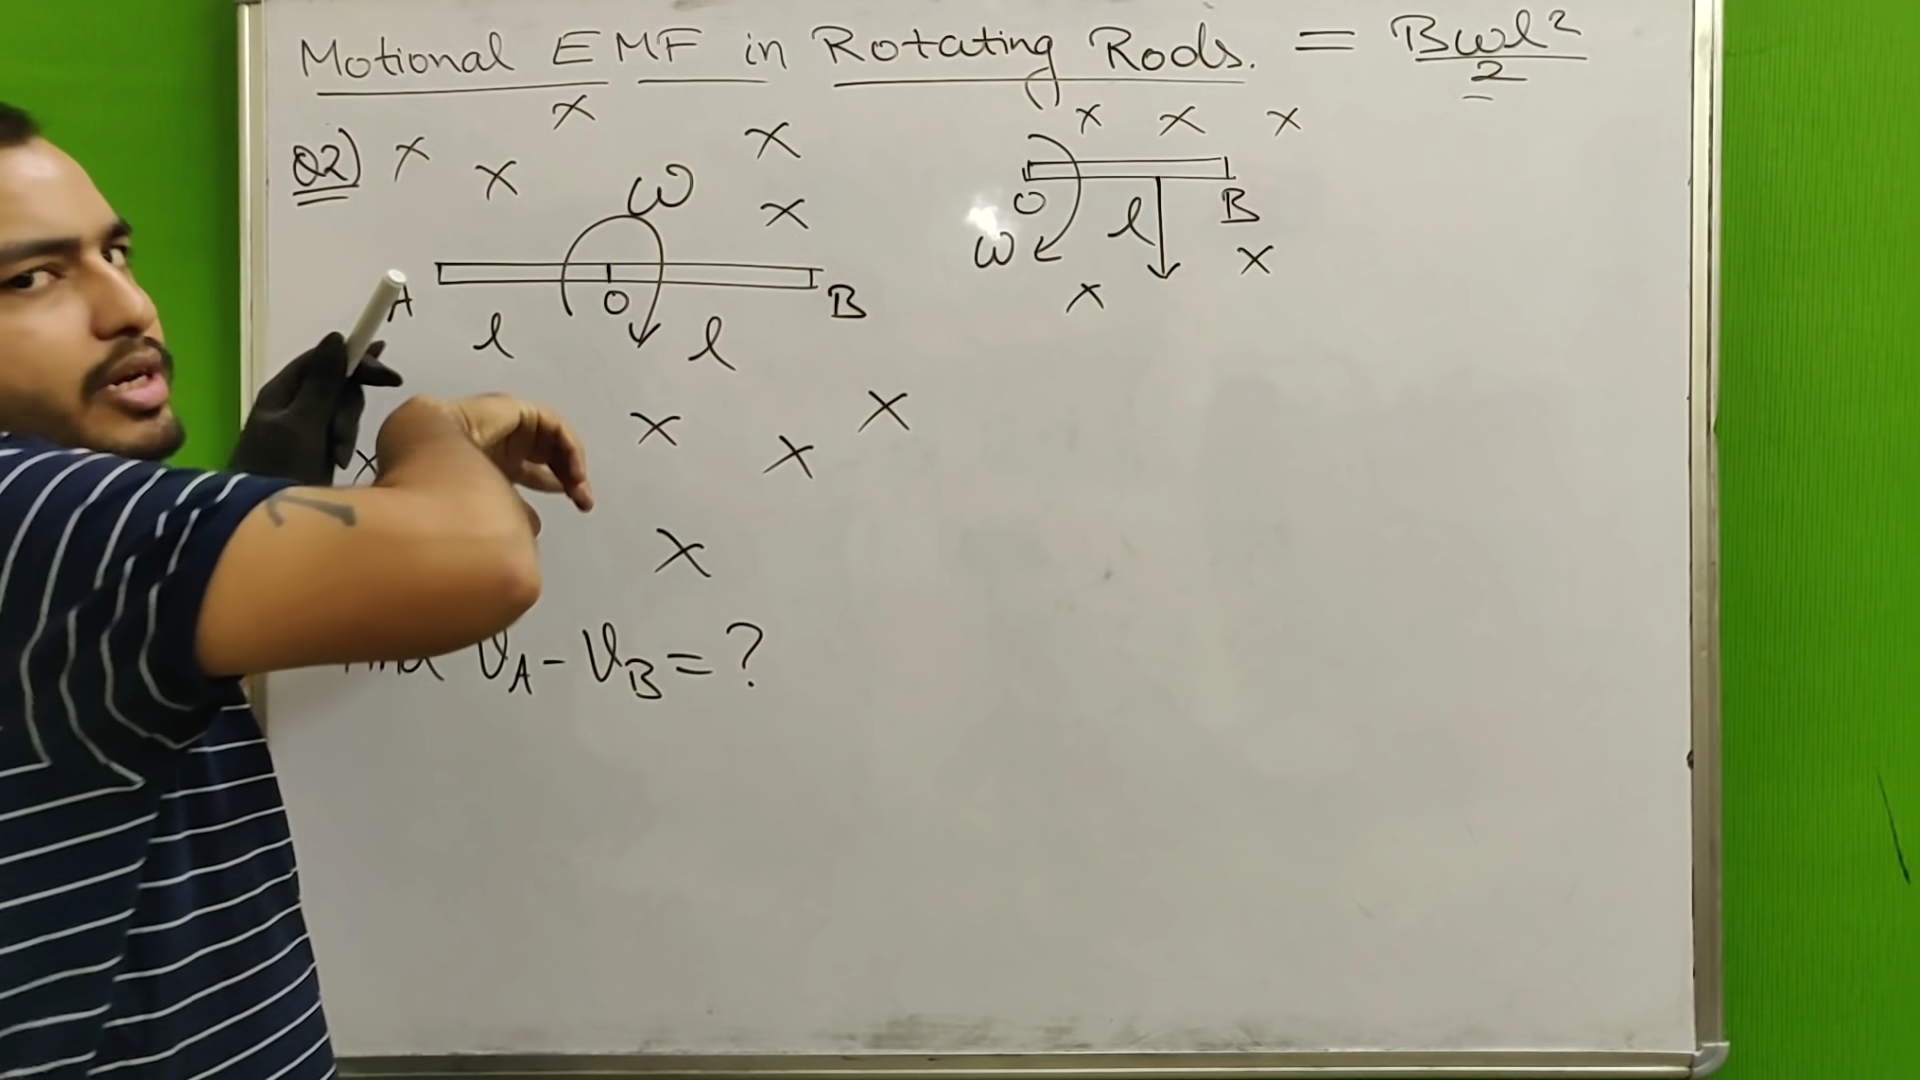 Motional EMF in Rotating Rods. = Bωl²/2
Q2)
ω
A O B
l l
O B
ω l
VA - VB = ?